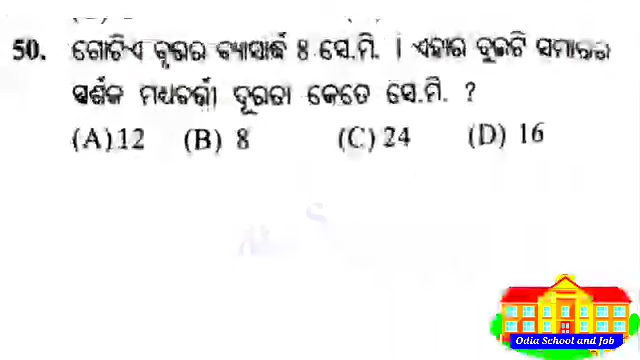 50. ଗୋଟିଏ ବୃତ୍ତର ବ୍ୟାସାର୍ଦ୍ଧ 8 ସେ.ମି. । ଏହାର ଦୁଇଟି ସମାନ୍ତର
ସ୍ପର୍ଶକ ମଧ୍ୟବର୍ତ୍ତୀ ଦୂରତା କେତେ ସେ.ମି. ?
(A) 12 (B) 8 (C) 24 (D) 16
Odia School and Job